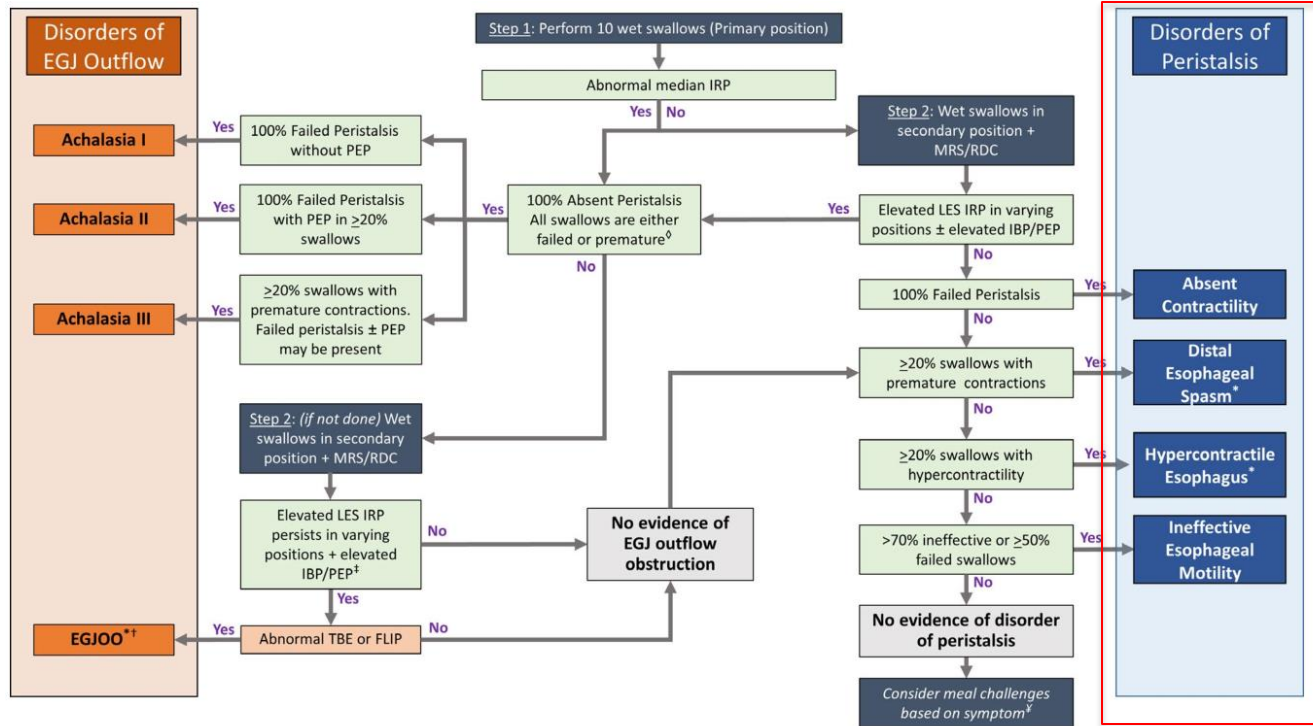 Disorders of
EGJ Outflow
Step 1: Perform 10 wet swallows (Primary position)
Disorders of
Peristalsis
Abnormal median IRP
Yes
No
Step 2: Wet swallows in
secondary position +
MRS/RDC
Achalasia I
Yes
100% Failed Peristalsis
without PEP
Achalasia II
Yes
100% Failed Peristalsis
with PEP in ≥20%
swallows
Yes
100% Absent Peristalsis
All swallows are either
failed or premature◊
Yes
Elevated LES IRP in varying
positions ± elevated IBP/PEP
No
No
Achalasia III
Yes
≥20% swallows with
premature contractions.
Failed peristalsis ± PEP
may be present
100% Failed Peristalsis
Yes
Absent
Contractility
No
≥20% swallows with
premature contractions
Yes
Distal
Esophageal
Spasm*
No
Step 2: (if not done) Wet
swallows in secondary
position + MRS/RDC
≥20% swallows with
hypercontractility
Yes
Hypercontractile
Esophagus*
No
Elevated LES IRP
persists in varying
positions + elevated
IBP/PEP‡
No
No evidence of
EGJ outflow
obstruction
>70% ineffective or ≥50%
failed swallows
Yes
Ineffective
Esophageal
Motility
No
Yes
EGJOO*†
Yes
Abnormal TBE or FLIP
No
No evidence of disorder
of peristalsis
Consider meal challenges
based on symptom¥